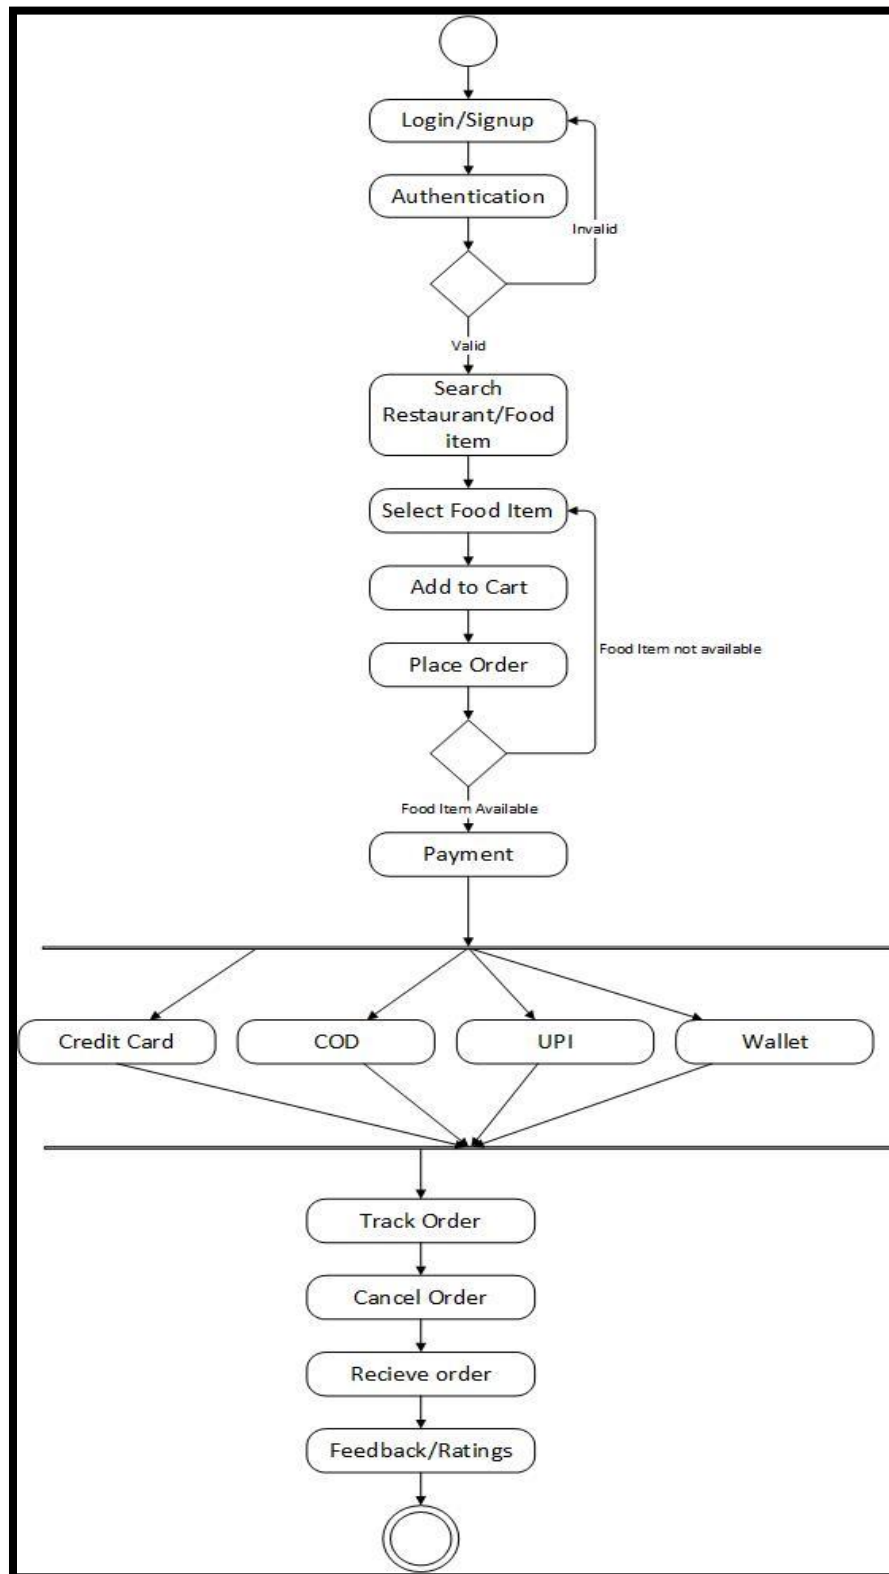 Login/Signup
Authentication
Invalid
Valid
Search
Restaurant/Food
item
Select Food Item
Add to Cart
Food Item not available
Place Order
Food Item Available
Payment
Credit Card
COD
UPI
Wallet
Track Order
Cancel Order
Recieve order
Feedback/Ratings